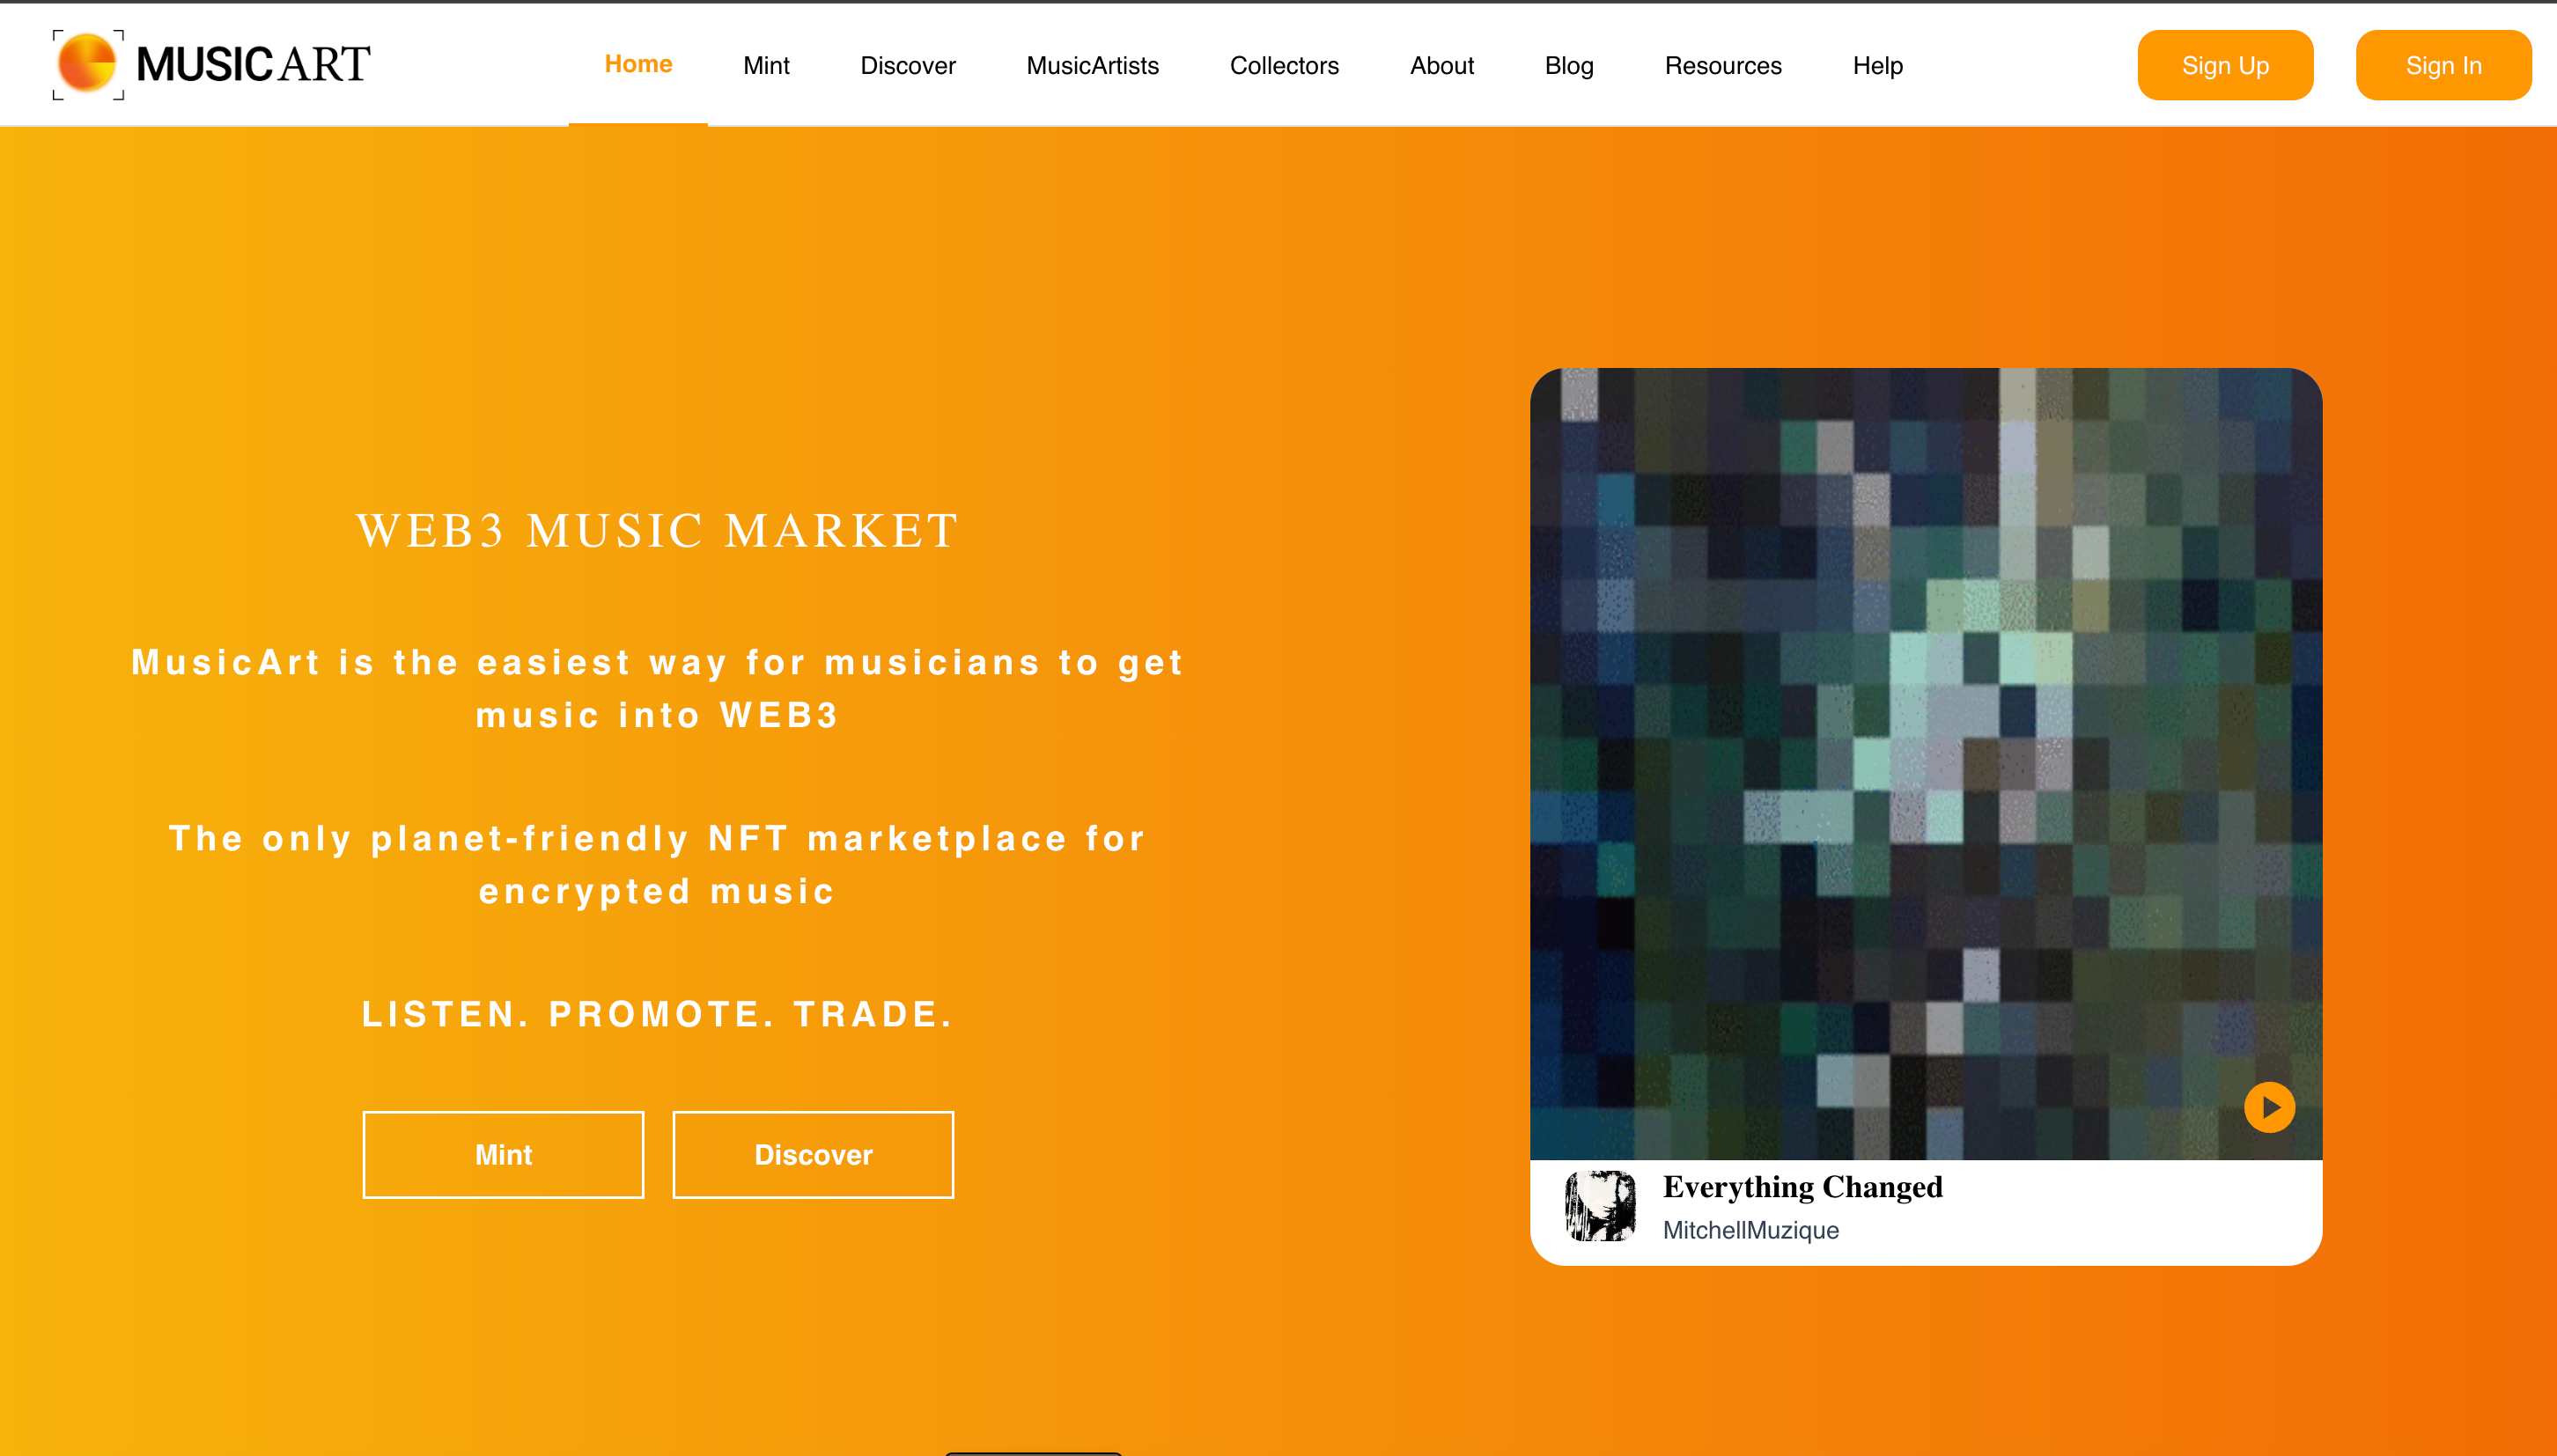 MUSICART
Home Mint Discover MusicArtists Collectors About Blog Resources Help Sign Up Sign In
WEB3 MUSIC MARKET
MusicArt is the easiest way for musicians to get
music into WEB3
The only planet-friendly NFT marketplace for
encrypted music
LISTEN. PROMOTE. TRADE.
Mint Discover
Everything Changed
MitchellMuzique